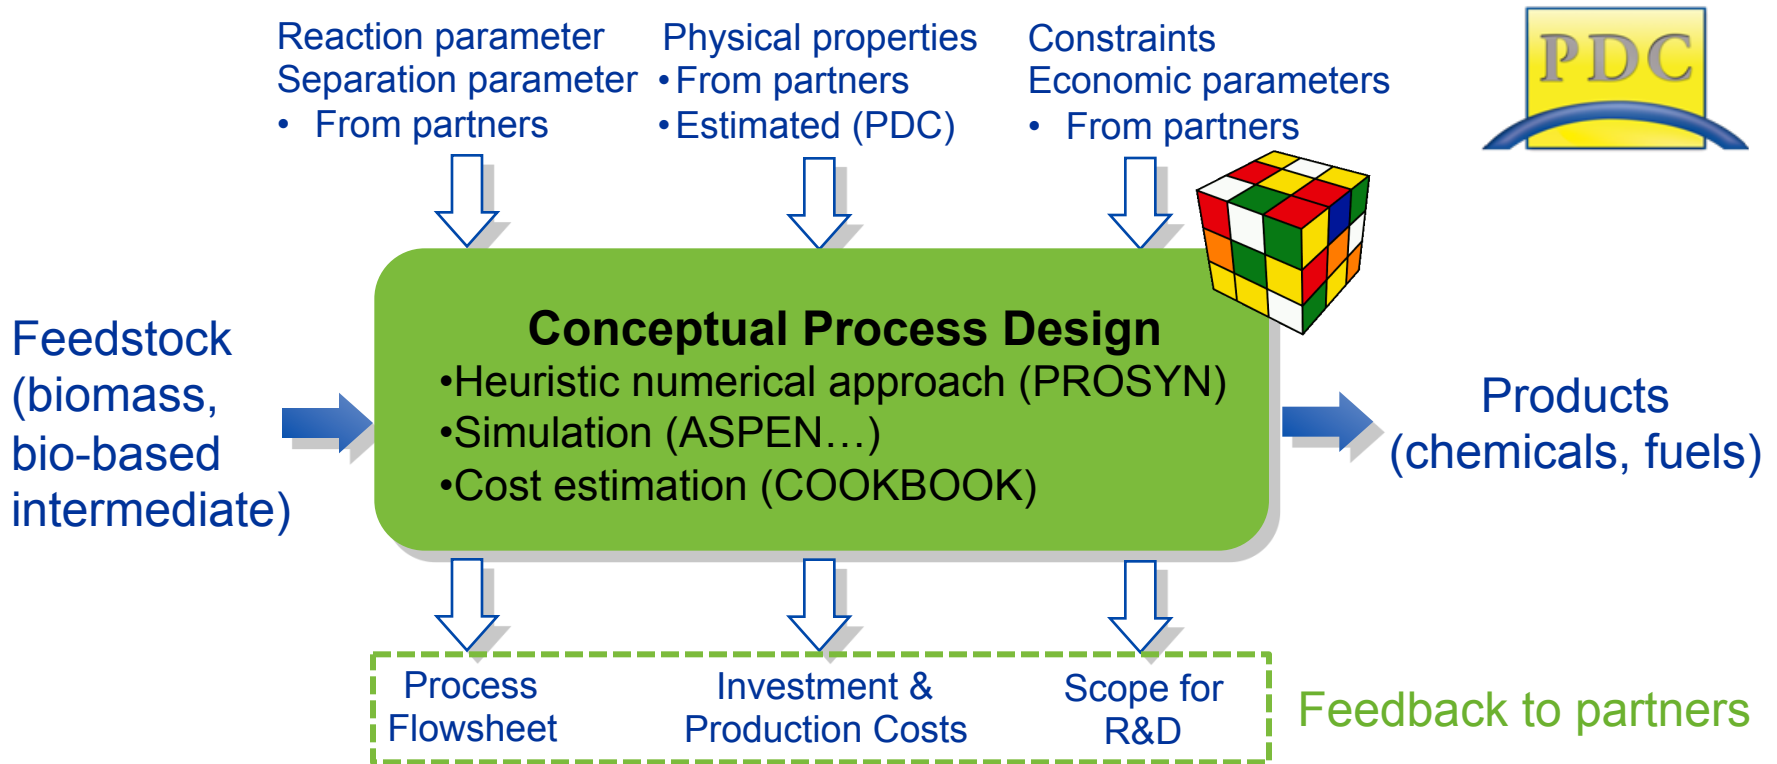 Reaction parameter
Separation parameter
• From partners
Physical properties
•From partners
•Estimated (PDC)
Constraints
Economic parameters
• From partners
PDC
Feedstock
(biomass,
bio-based
intermediate)
Conceptual Process Design
•Heuristic numerical approach (PROSYN)
•Simulation (ASPEN…)
•Cost estimation (COOKBOOK)
Products
(chemicals, fuels)
Process
Flowsheet
Investment &
Production Costs
Scope for
R&D
Feedback to partners